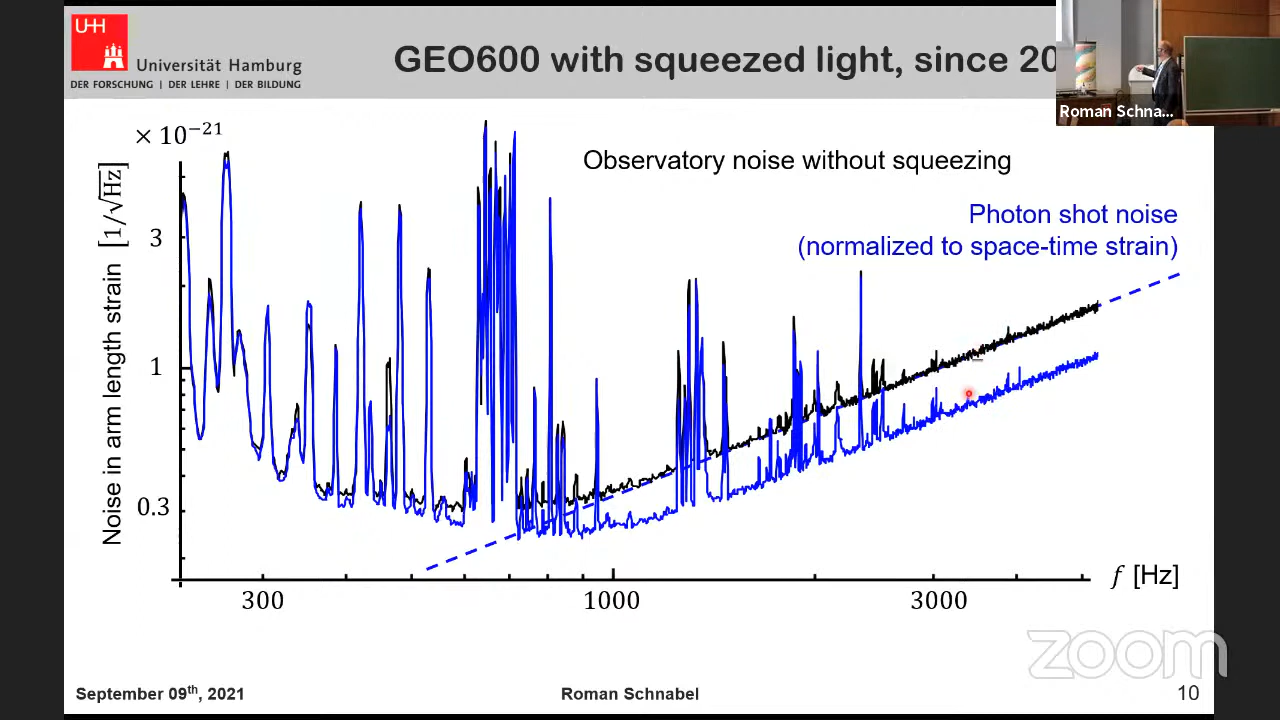 UHH
Universität Hamburg
DER FORSCHUNG | DER LEHRE | DER BILDUNG
GEO600 with squeezed light, since 20
Roman Schna...
× 10⁻²¹
Observatory noise without squeezing
Photon shot noise
(normalized to space-time strain)
Noise in arm length strain [1/√Hz]
3
1
0.3
f [Hz]
300
1000
3000
zoom
September 09ᵗʰ, 2021
Roman Schnabel
10